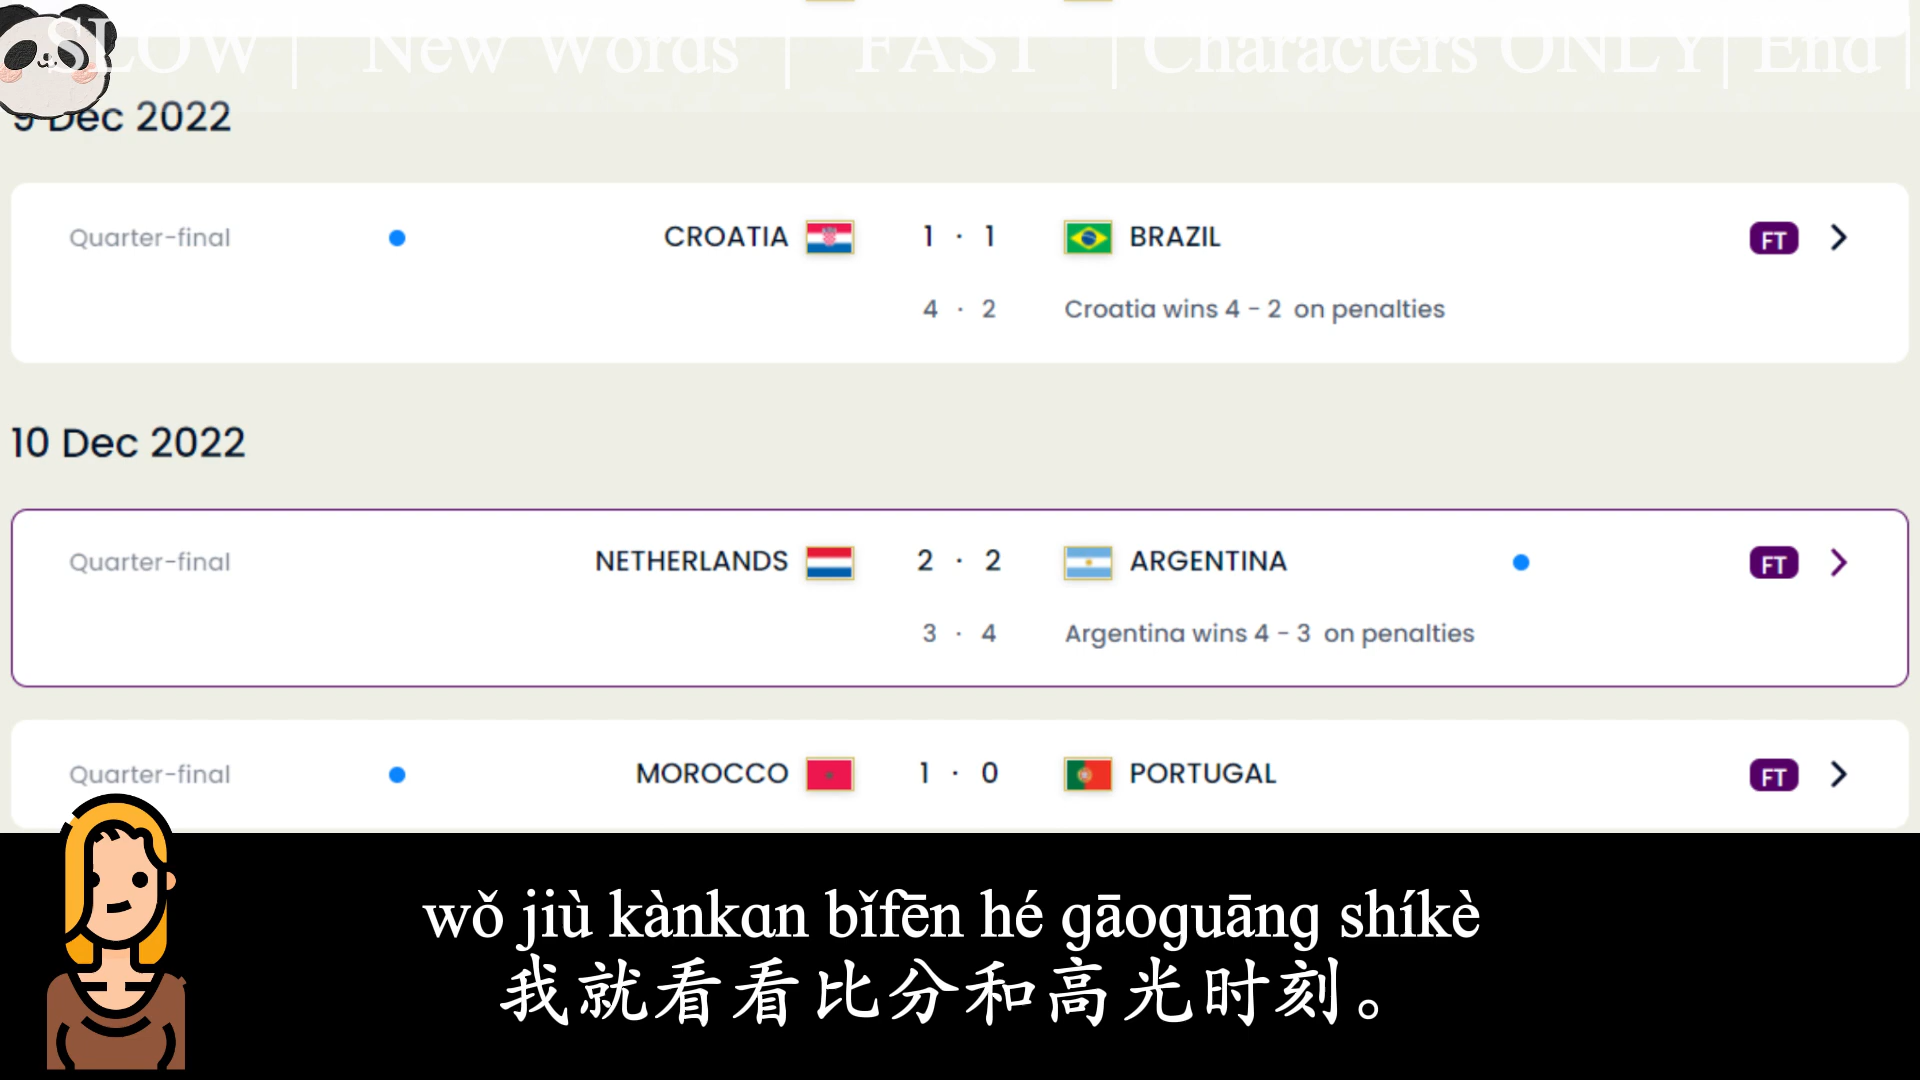 SLOW | New Words | FAST | Characters ONLY | End |
9 Dec 2022
Quarter-final CROATIA 1 · 1 BRAZIL FT
4 · 2 Croatia wins 4 - 2 on penalties
10 Dec 2022
Quarter-final NETHERLANDS 2 · 2 ARGENTINA FT
3 · 4 Argentina wins 4 - 3 on penalties
Quarter-final MOROCCO 1 · 0 PORTUGAL FT
wǒ jiù kànkan bǐfēn hé gāoguāng shíkè
我就看看比分和高光时刻。